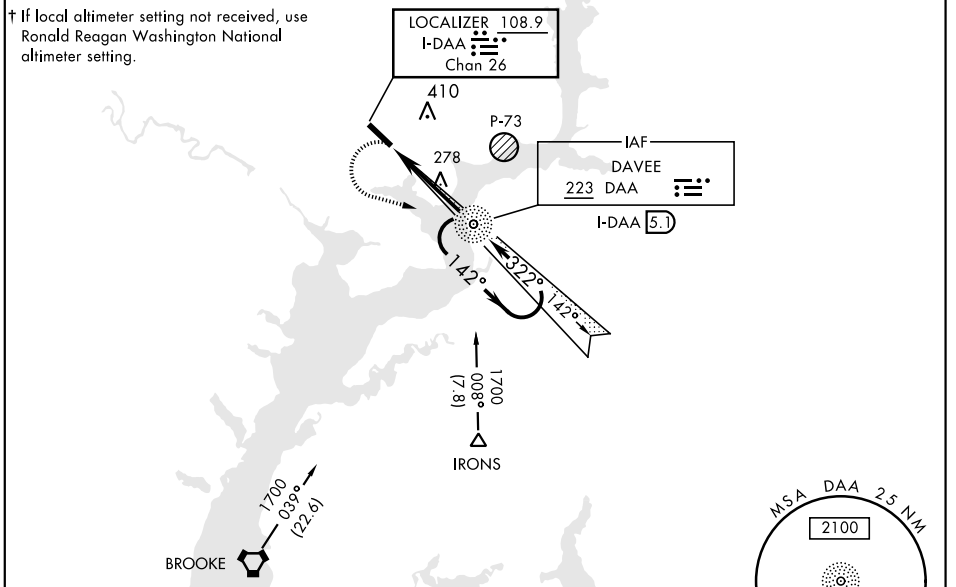 † If local altimeter setting not received, use
Ronald Reagan Washington National
altimeter setting.
LOCALIZER 108.9
I-DAA
Chan 26
410
P-73
278
IAF
DAVEE
223 DAA
I-DAA 5.1
142°
322°
142°
1700
008°
(7.8)
IRONS
1700
039°
(22.6)
BROOKE
MSA DAA 25 NM
2100